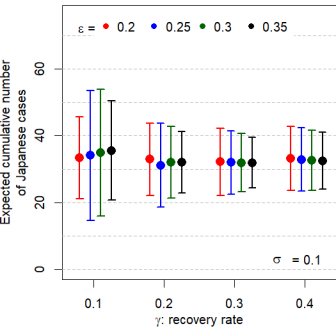 ε = 0.2 0.25 0.3 0.35
Expected cumulative number
of Japanese cases
60
40
20
0
σ = 0.1
0.1 0.2 0.3 0.4
γ: recovery rate